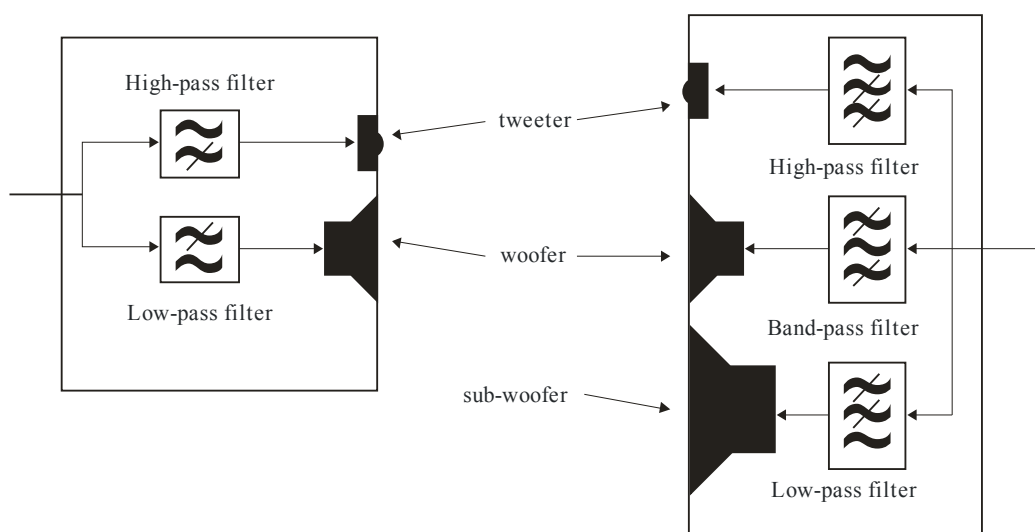 High-pass filter
tweeter
High-pass filter
woofer
Low-pass filter
Band-pass filter
sub-woofer
Low-pass filter